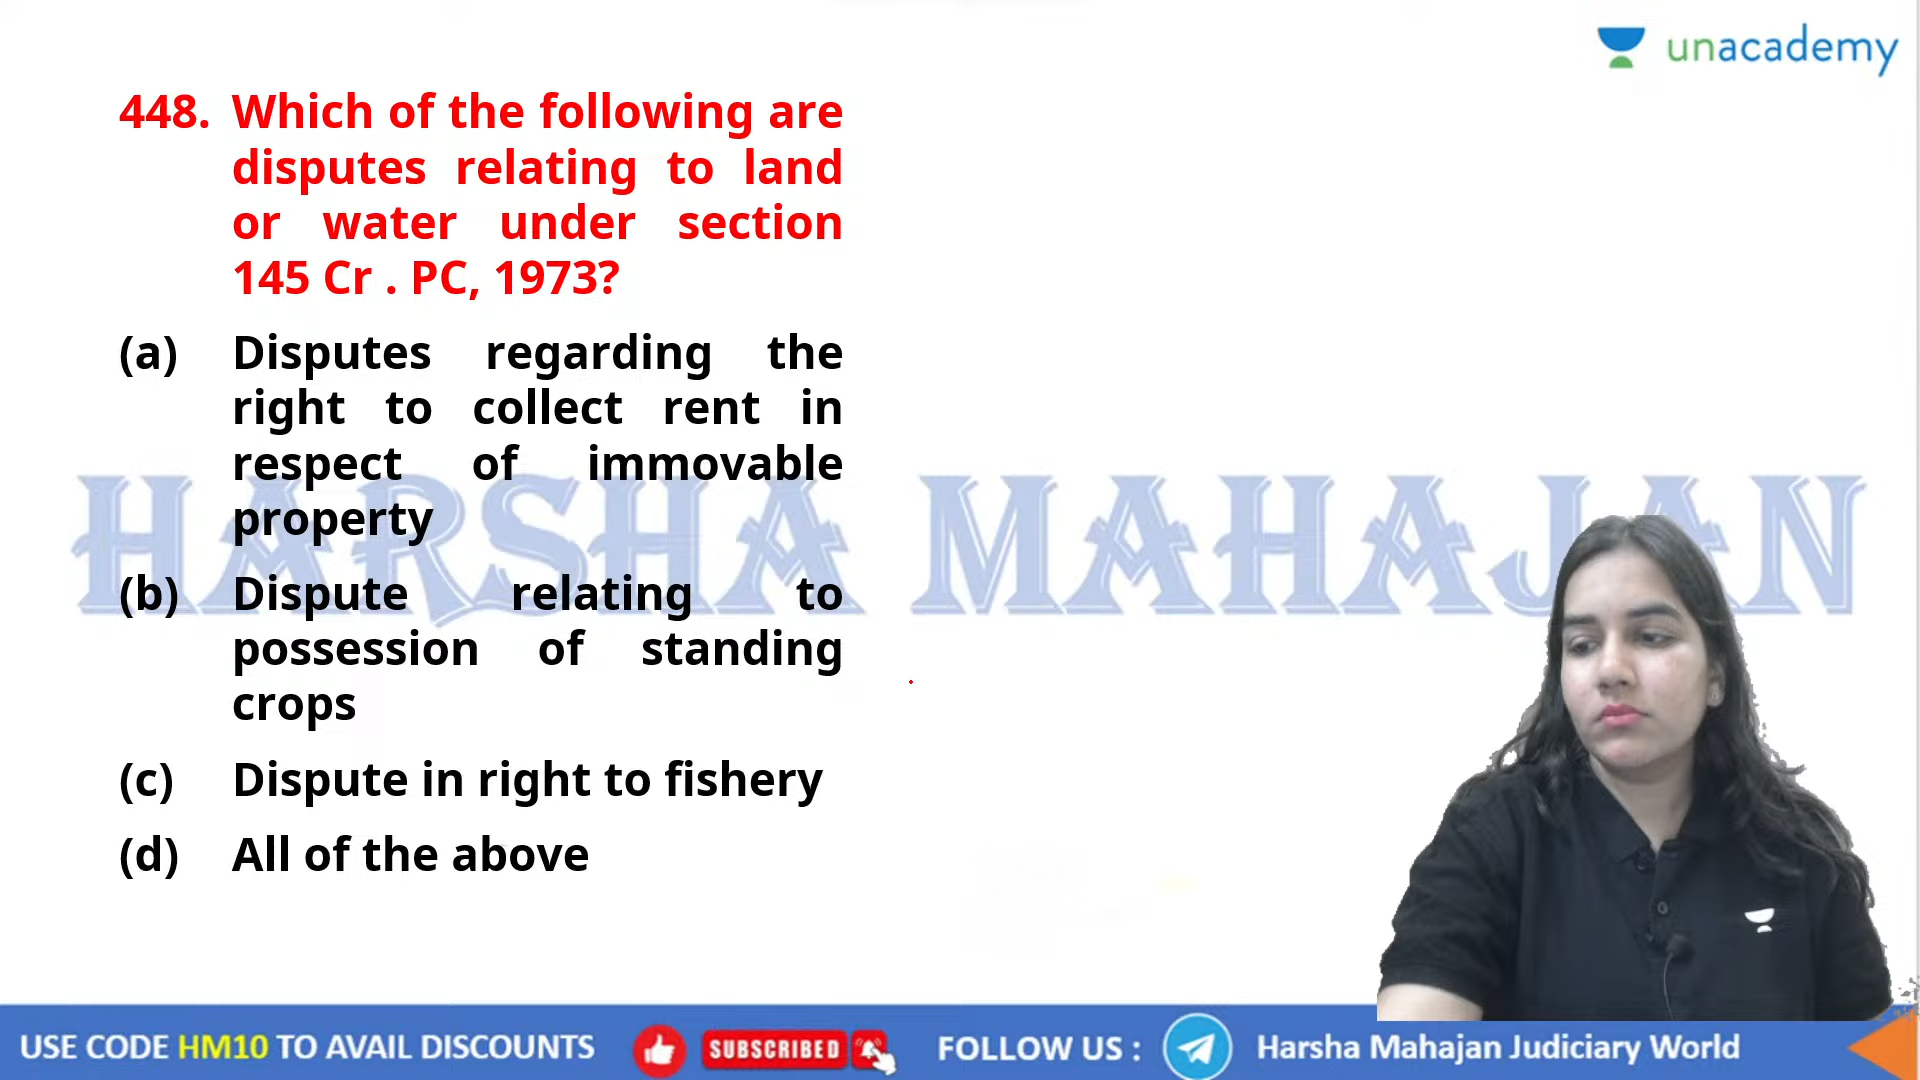 unacademy
448. Which of the following are
disputes relating to land
or water under section
145 Cr . PC, 1973?
(a) Disputes regarding the
right to collect rent in
respect of immovable
property
(b) Dispute relating to
possession of standing
crops
(c) Dispute in right to fishery
(d) All of the above
HARSHA MAHAJAN
USE CODE HM10 TO AVAIL DISCOUNTS
SUBSCRIBED
FOLLOW US :
Harsha Mahajan Judiciary World